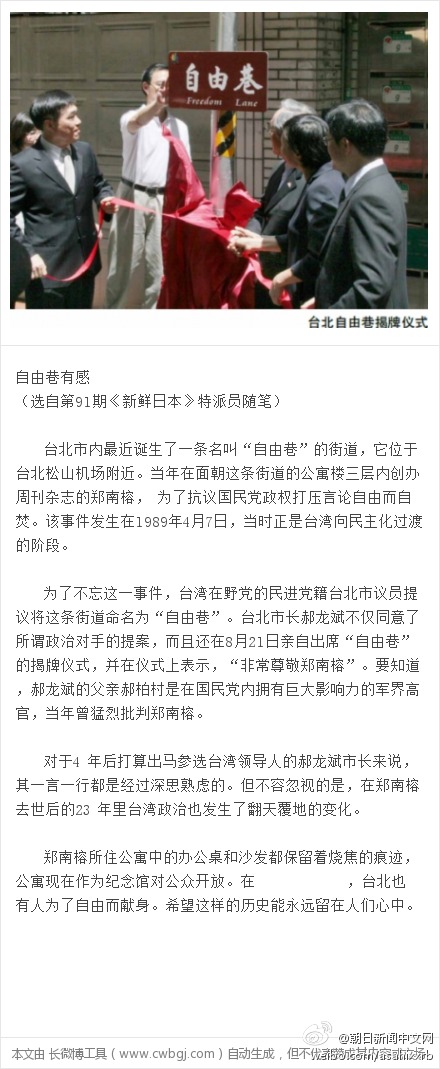 自由巷
Freedom Lane
台北自由巷揭牌仪式
自由巷有感
（选自第91期《新鲜日本》特派员随笔）
台北市内最近诞生了一条名叫“自由巷”的街道，它位于
台北松山机场附近。当年在面朝这条街道的公寓楼三层内创办
周刊杂志的郑南榕， 为了抗议国民党政权打压言论自由而自
焚。该事件发生在1989年4月7日，当时正是台湾向民主化过渡
的阶段。
为了不忘这一事件，台湾在野党的民进党籍台北市议员提
议将这条街道命名为“自由巷”。台北市长郝龙斌不仅同意了
所谓政治对手的提案，而且还在8月21日亲自出席“自由巷”
的揭牌仪式，并在仪式上表示，“非常尊敬郑南榕”。要知道
，郝龙斌的父亲郝柏村是在国民党内拥有巨大影响力的军界高
官，当年曾猛烈批判郑南榕。
对于4 年后打算出马参选台湾领导人的郝龙斌市长来说，
其一言一行都是经过深思熟虑的。但不容忽视的是，在郑南榕
去世后的23 年里台湾政治也发生了翻天覆地的变化。
郑南榕所住公寓中的办公桌和沙发都保留着烧焦的痕迹，
公寓现在作为纪念馆对公众开放。在 ，台北也
有人为了自由而献身。希望这样的历史能永远留在人们心中。
@朝日新闻中文网
本文由 长微博工具（www.cwbgj.com）自动生成，但不代